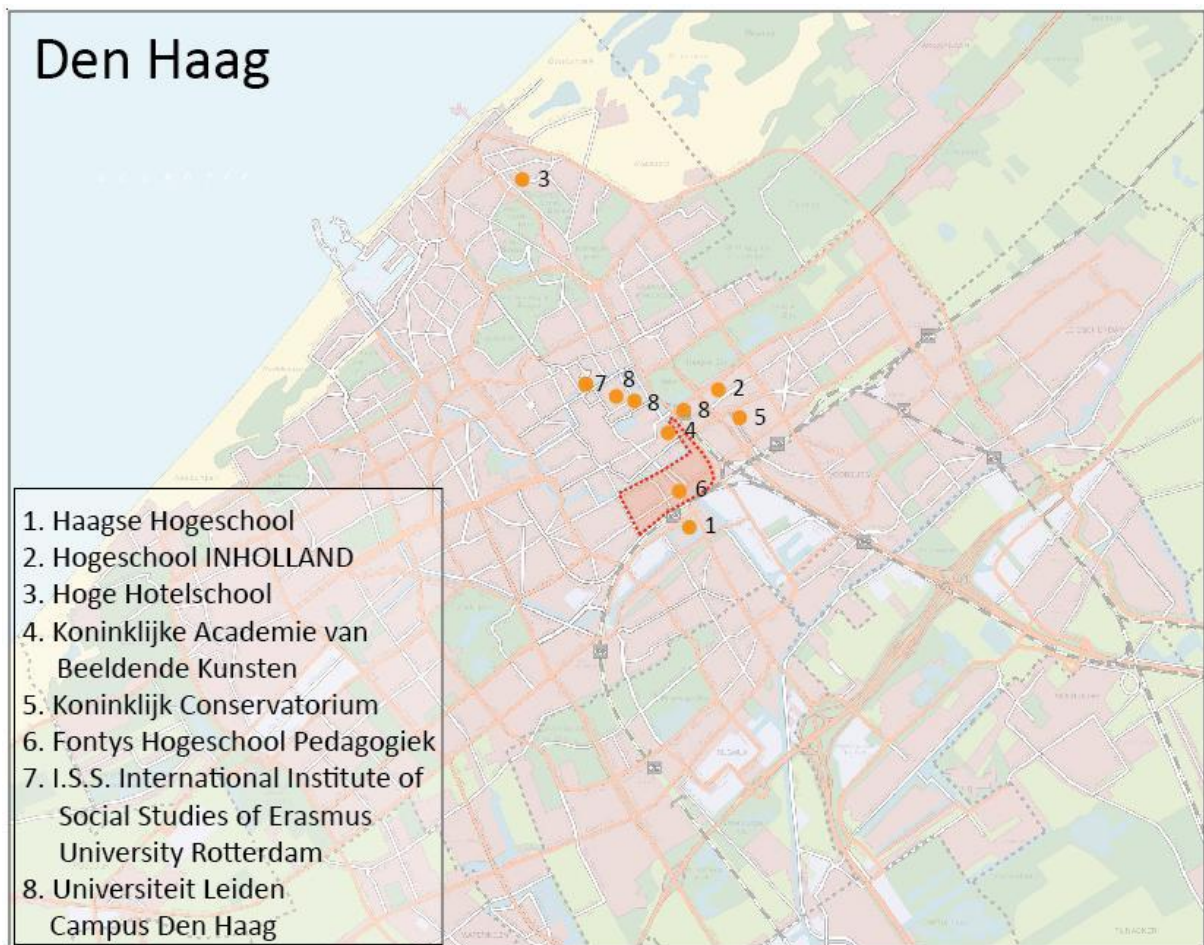 Den Haag
3
7
8
8
8
2
5
4
6
1
1. Haagse Hogeschool
2. Hogeschool INHOLLAND
3. Hoge Hotelschool
4. Koninklijke Academie van
Beeldende Kunsten
5. Koninklijk Conservatorium
6. Fontys Hogeschool Pedagogiek
7. I.S.S. International Institute of
Social Studies of Erasmus
University Rotterdam
8. Universiteit Leiden
Campus Den Haag